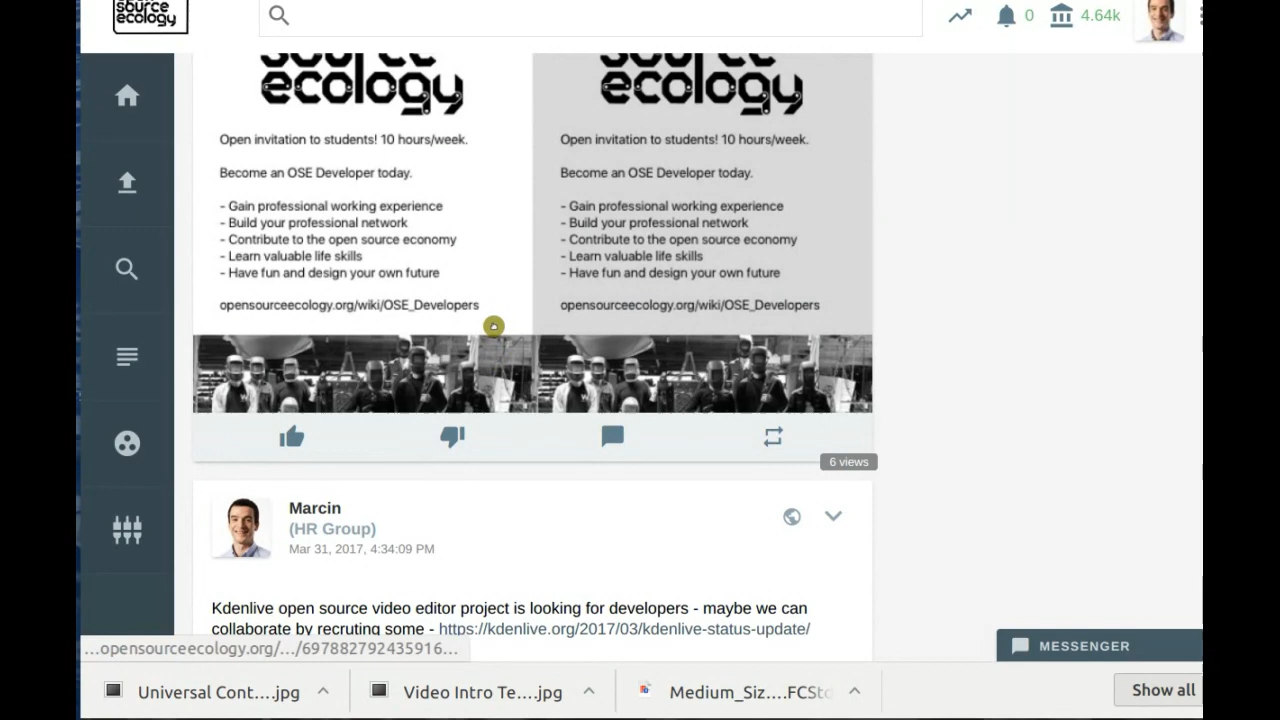 source
ecology
0
4.64k
source
ecology
source
ecology
Open invitation to students! 10 hours/week.
Become an OSE Developer today.
- Gain professional working experience
- Build your professional network
- Contribute to the open source economy
- Learn valuable life skills
- Have fun and design your own future
opensourceecology.org/wiki/OSE_Developers
Open invitation to students! 10 hours/week.
Become an OSE Developer today.
- Gain professional working experience
- Build your professional network
- Contribute to the open source economy
- Learn valuable life skills
- Have fun and design your own future
opensourceecology.org/wiki/OSE_Developers
6 views
Marcin
(HR Group)
Mar 31, 2017, 4:34:09 PM
Kdenlive open source video editor project is looking for developers - maybe we can
collaborate by recruting some - https://kdenlive.org/2017/03/kdenlive-status-update/
...opensourceecology.org/.../697882792435916...
MESSENGER
Universal Cont....jpg
Video Intro Te....jpg
Medium_Siz....FCSto
Show all